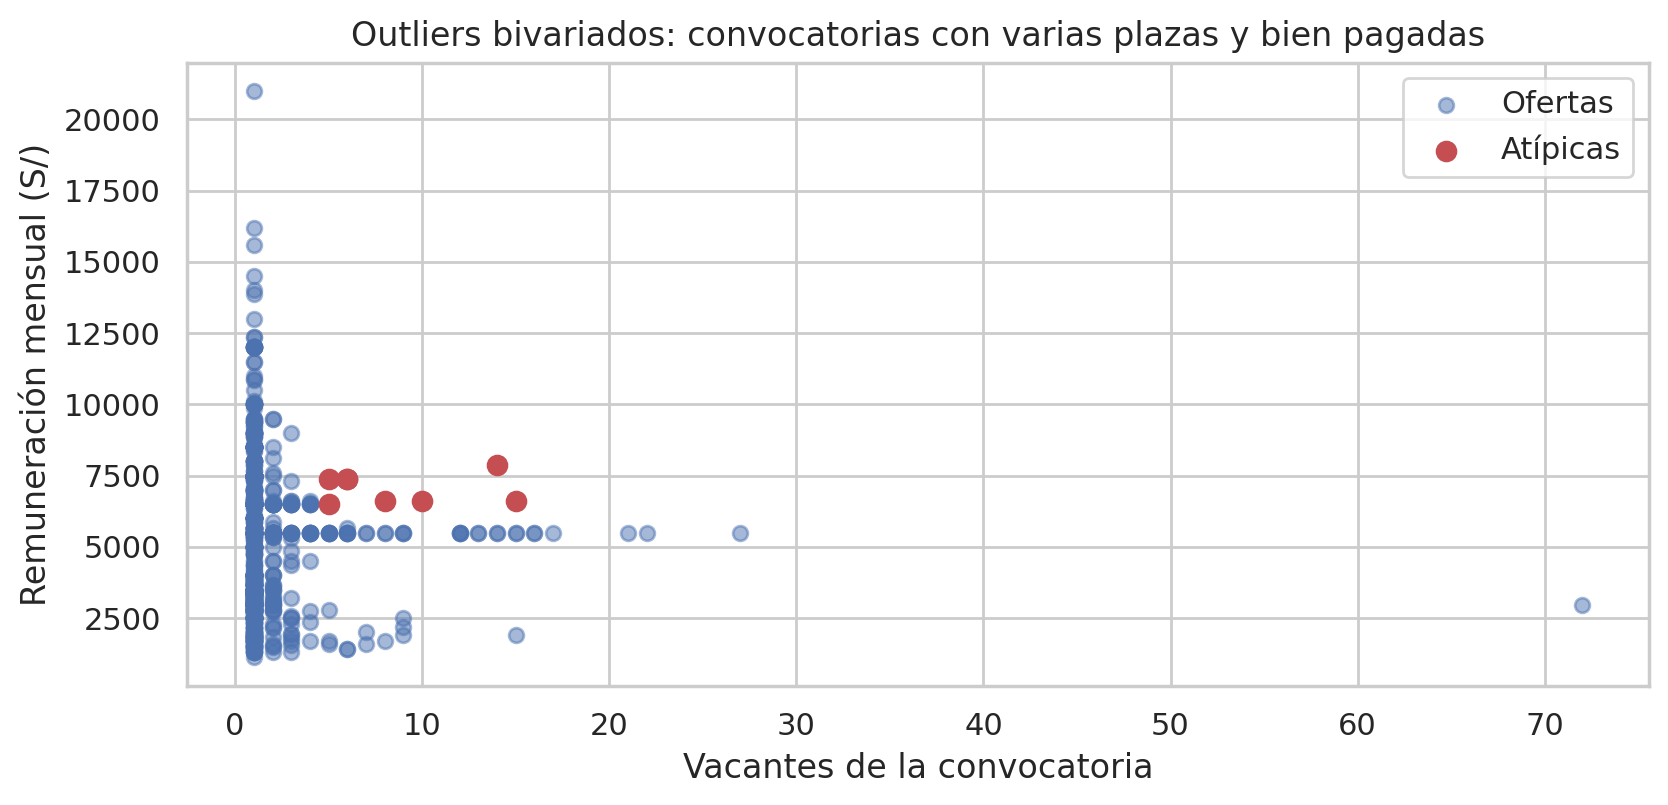 Outliers bivariados: convocatorias con varias plazas y bien pagadas
Ofertas
Atípicas
Remuneración mensual (S/)
20000
17500
15000
12500
10000
7500
5000
2500
0 10 20 30 40 50 60 70
Vacantes de la convocatoria